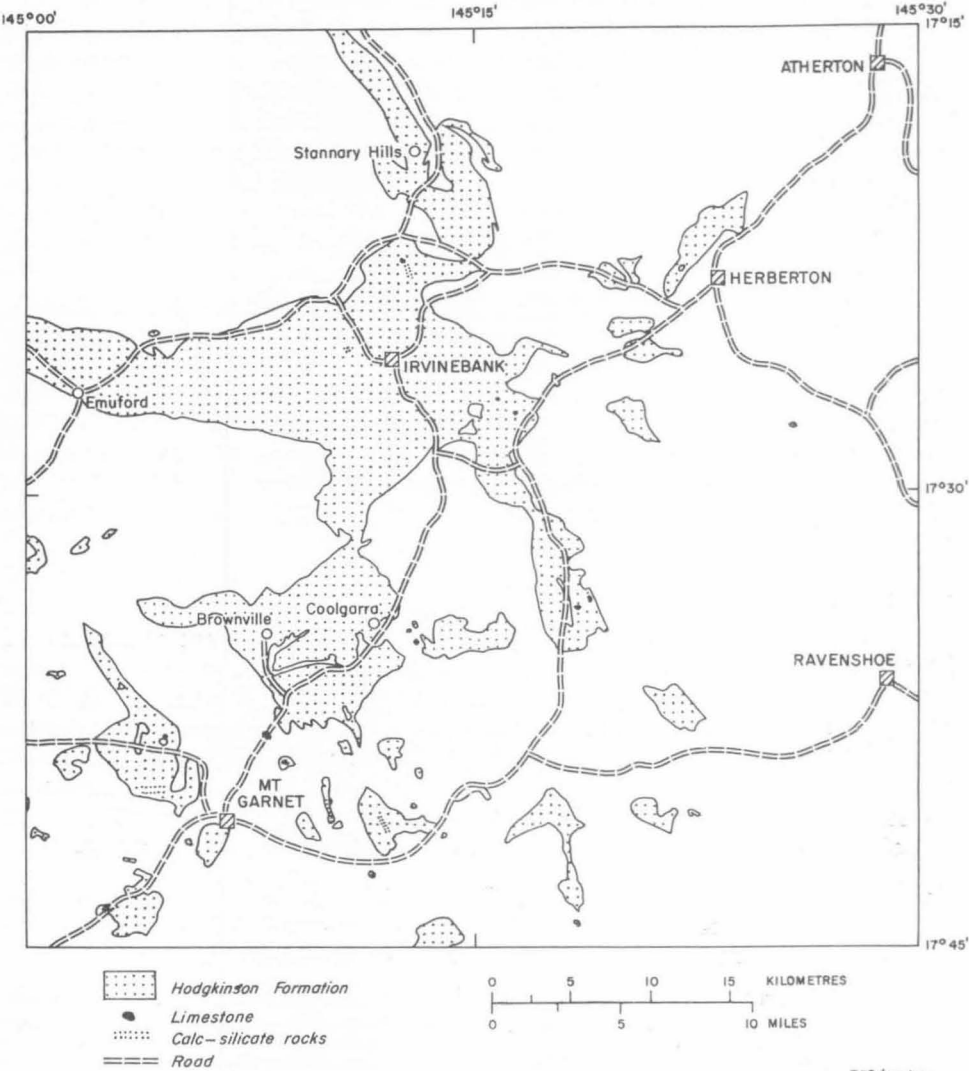 145°00'
145°15'
145°30'
17°15'
ATHERTON
Stannary Hills
HERBERTON
IRVINEBANK
Emuford
17°30'
Coolgarra
Brownville
RAVENSHOE
MT
GARNET
17°45'
Hodgkinson Formation
Limestone
Calc-silicate rocks
Road
0 5 10 15 KILOMETRES
0 5 10 MILES